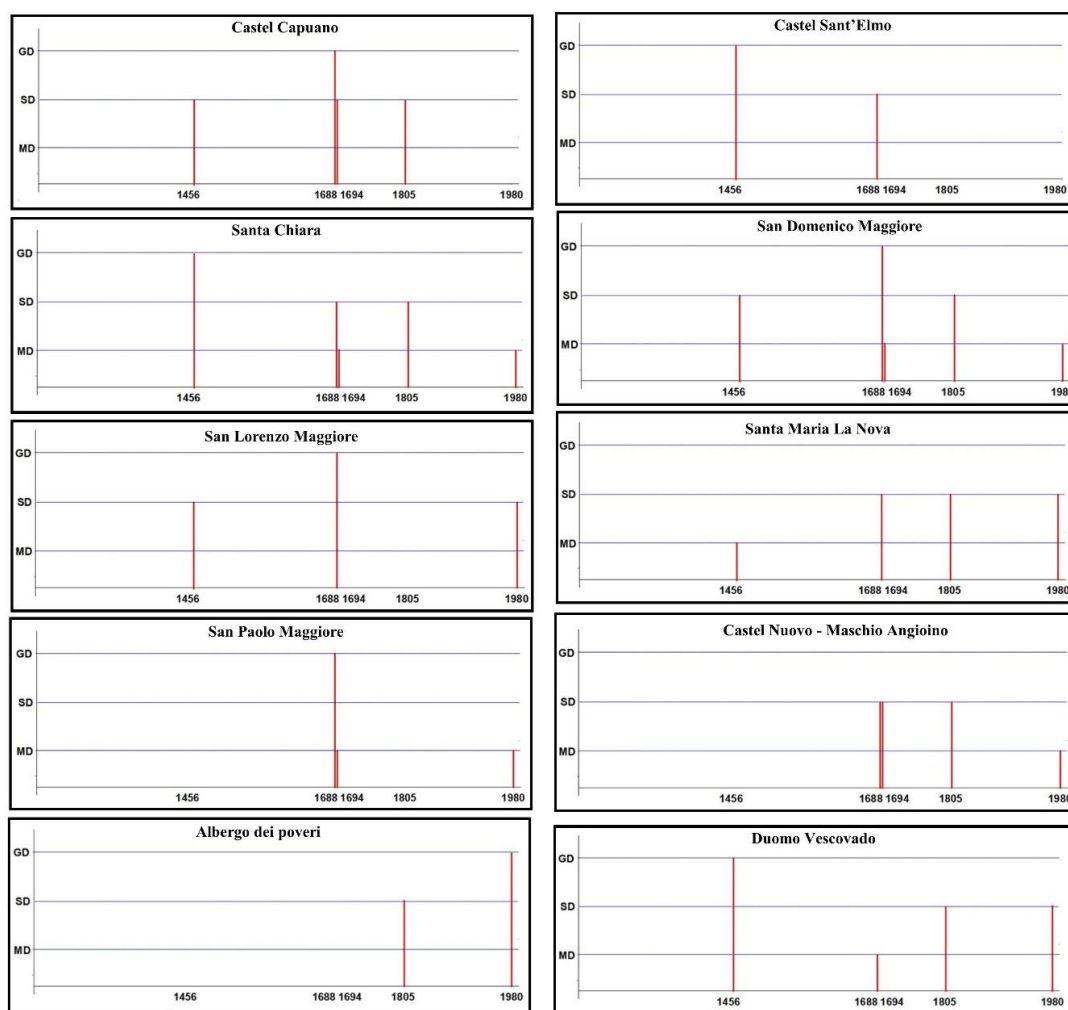 Castel Capuano
GD
SD
MD
1456 1688 1694 1805 1980
Castel Sant’Elmo
GD
SD
MD
1456 1688 1694 1805 1980
Santa Chiara
GD
SD
MD
1456 1688 1694 1805 1980
San Domenico Maggiore
GD
SD
MD
1456 1688 1694 1805 198
San Lorenzo Maggiore
GD
SD
MD
1456 1688 1694 1805 1980
Santa Maria La Nova
GD
SD
MD
1456 1688 1694 1805 1980
San Paolo Maggiore
GD
SD
MD
1456 1688 1694 1805 1980
Castel Nuovo - Maschio Angioino
GD
SD
MD
1456 1688 1694 1805 1980
Albergo dei poveri
GD
SD
MD
1456 1688 1694 1805 1980
Duomo Vescovado
GD
SD
MD
1456 1688 1694 1805 1980